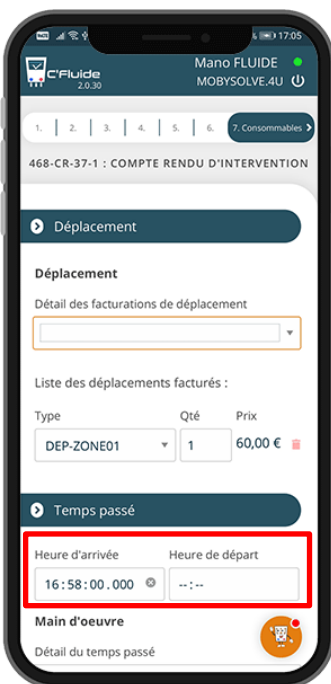 17:05
C'Fluide
2.0.30
Mano FLUIDE
MOBYSOLVE.4U
1. 2. 3. 4. 5. 6. 7. Consommables
468-CR-37-1 : COMPTE RENDU D'INTERVENTION
Déplacement
Déplacement
Détail des facturations de déplacement
Liste des déplacements facturés :
Type Qté Prix
DEP-ZONE01 1 60,00 €
Temps passé
Heure d'arrivée Heure de départ
16:58:00.000 --:--
Main d'oeuvre
Détail du temps passé